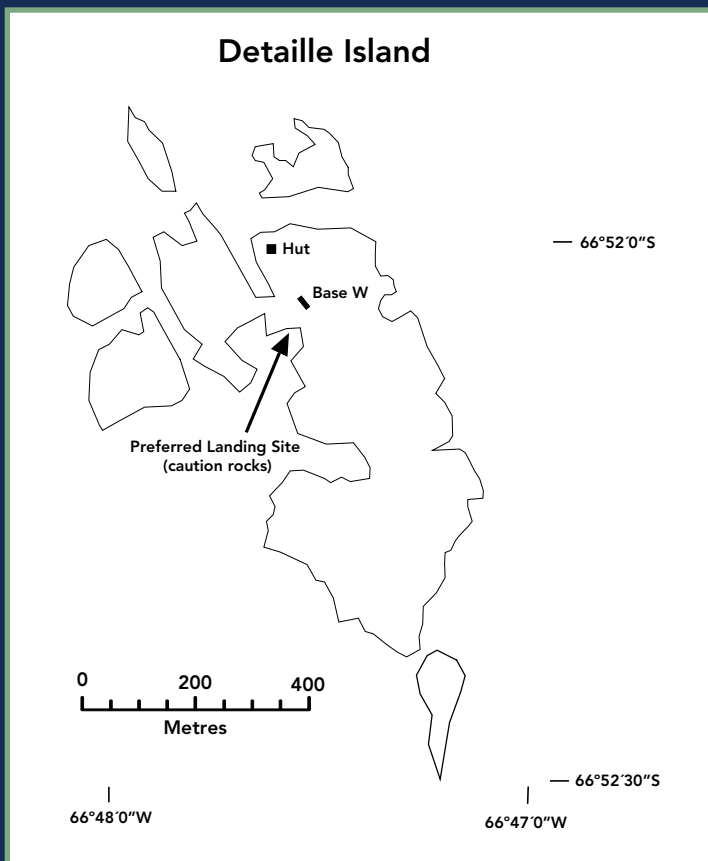 Detaille Island
66°52´0”S
Hut
Base W
Preferred Landing Site
(caution rocks)
0 200 400
Metres
66°52´30”S
66°48´0”W
66°47´0”W